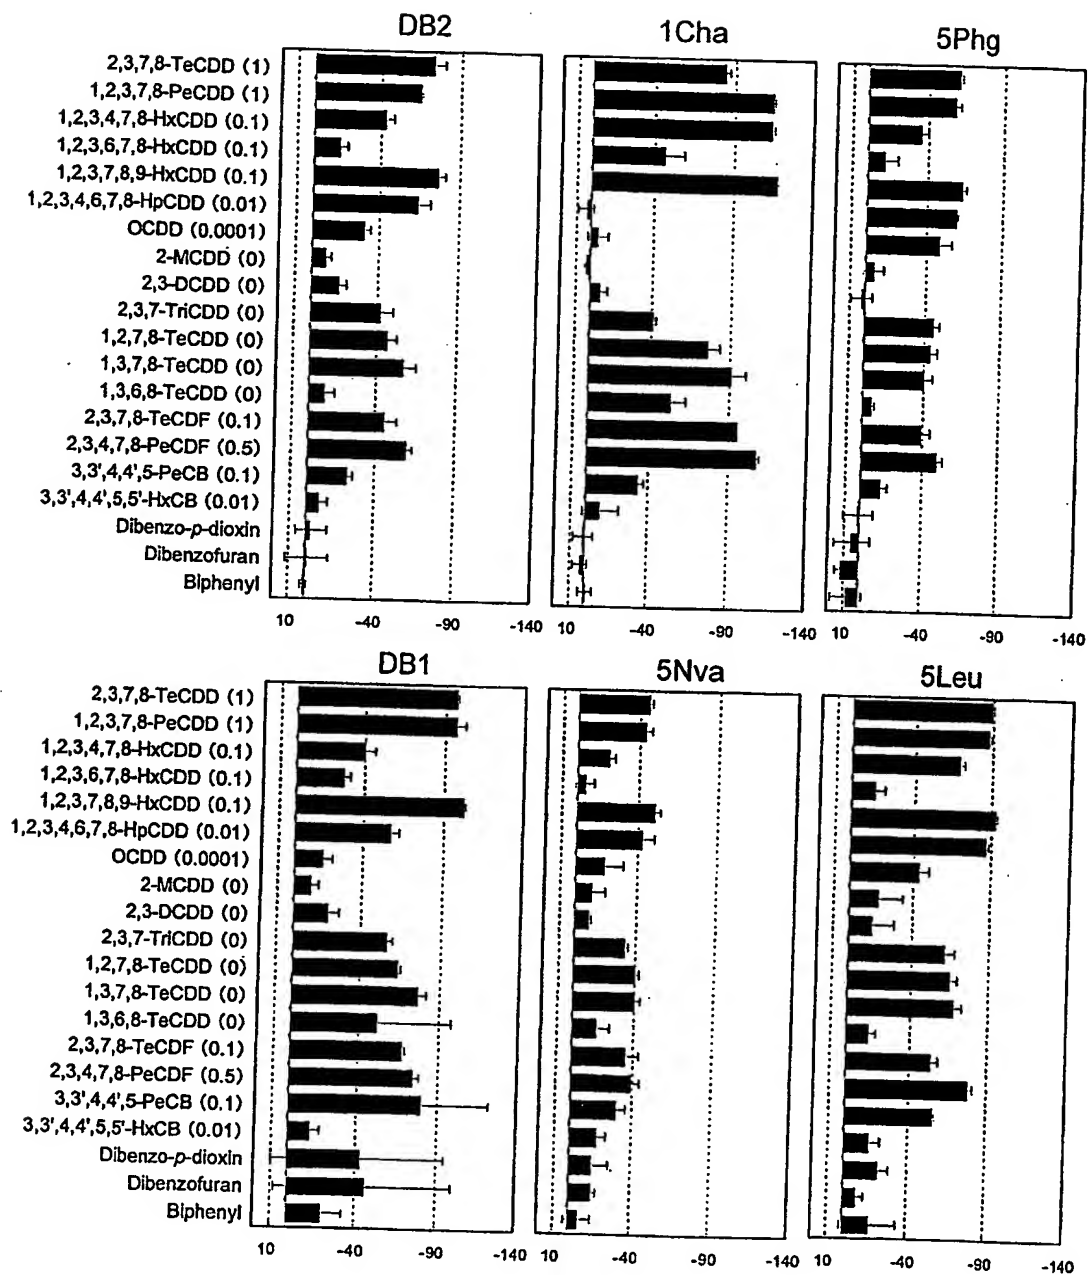 DB2 1Cha 5Phg
2,3,7,8-TeCDD (1)
1,2,3,7,8-PeCDD (1)
1,2,3,4,7,8-HxCDD (0.1)
1,2,3,6,7,8-HxCDD (0.1)
1,2,3,7,8,9-HxCDD (0.1)
1,2,3,4,6,7,8-HpCDD (0.01)
OCDD (0.0001)
2-MCDD (0)
2,3-DCDD (0)
2,3,7-TriCDD (0)
1,2,7,8-TeCDD (0)
1,3,7,8-TeCDD (0)
1,3,6,8-TeCDD (0)
2,3,7,8-TeCDF (0.1)
2,3,4,7,8-PeCDF (0.5)
3,3',4,4',5-PeCB (0.1)
3,3',4,4',5,5'-HxCB (0.01)
Dibenzo-p-dioxin
Dibenzofuran
Biphenyl
10 -40 -90 -140 10 -40 -90 -140 10 -40 -90 -140
DB1 5Nva 5Leu
2,3,7,8-TeCDD (1)
1,2,3,7,8-PeCDD (1)
1,2,3,4,7,8-HxCDD (0.1)
1,2,3,6,7,8-HxCDD (0.1)
1,2,3,7,8,9-HxCDD (0.1)
1,2,3,4,6,7,8-HpCDD (0.01)
OCDD (0.0001)
2-MCDD (0)
2,3-DCDD (0)
2,3,7-TriCDD (0)
1,2,7,8-TeCDD (0)
1,3,7,8-TeCDD (0)
1,3,6,8-TeCDD (0)
2,3,7,8-TeCDF (0.1)
2,3,4,7,8-PeCDF (0.5)
3,3',4,4',5-PeCB (0.1)
3,3',4,4',5,5'-HxCB (0.01)
Dibenzo-p-dioxin
Dibenzofuran
Biphenyl
10 -40 -90 -140 10 -40 -90 -140 10 -40 -90 -140